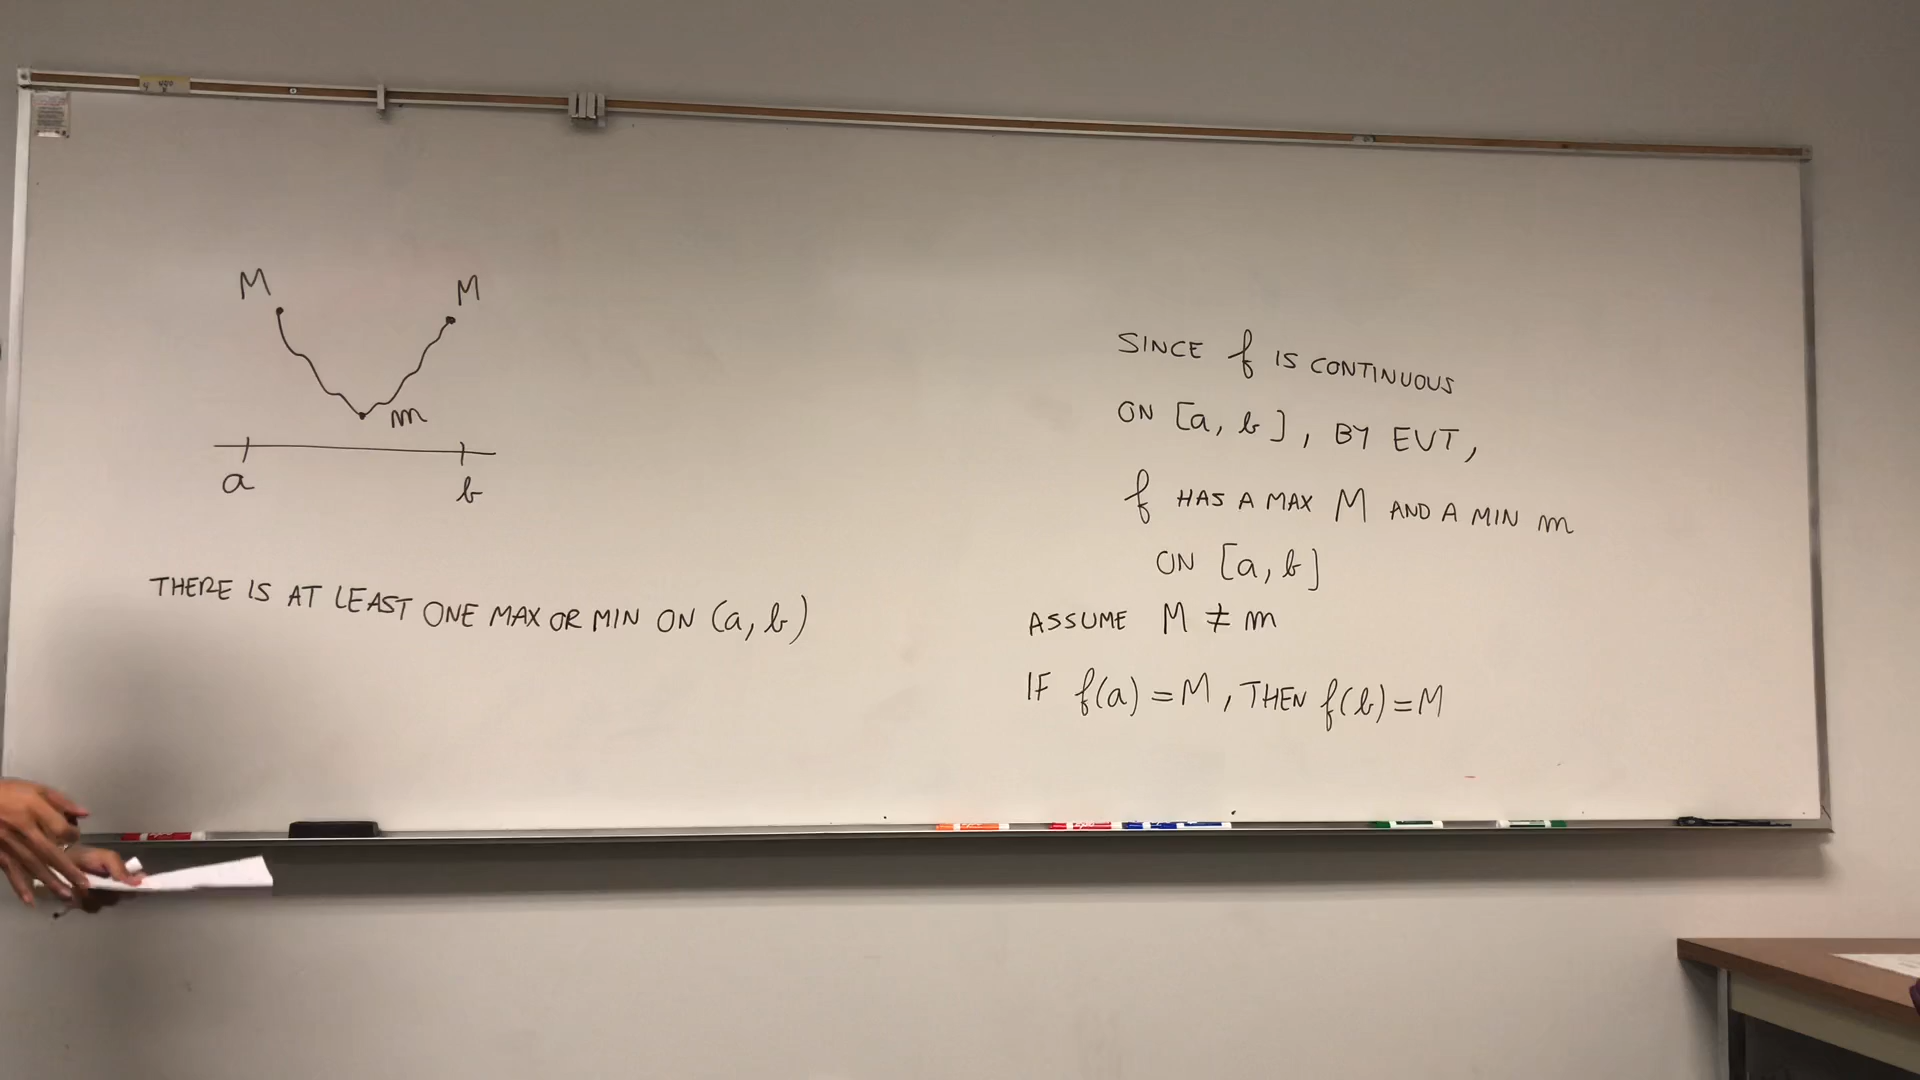 M M
m
a b
THERE IS AT LEAST ONE MAX OR MIN ON (a, b)
SINCE f IS CONTINUOUS
ON [a, b], BY EVT,
f HAS A MAX M AND A MIN m
ON [a, b]
ASSUME M ≠ m
IF f(a) = M, THEN f(b) = M